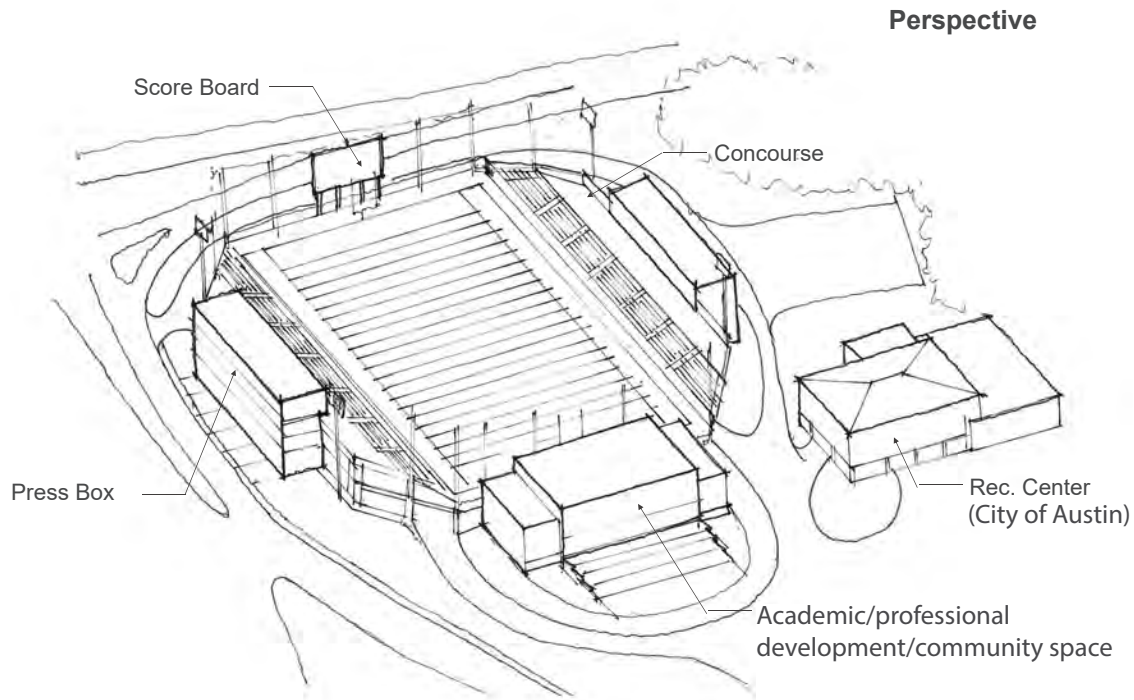 Perspective
Score Board
Concourse
Press Box
Rec. Center
(City of Austin)
Academic/professional
development/community space